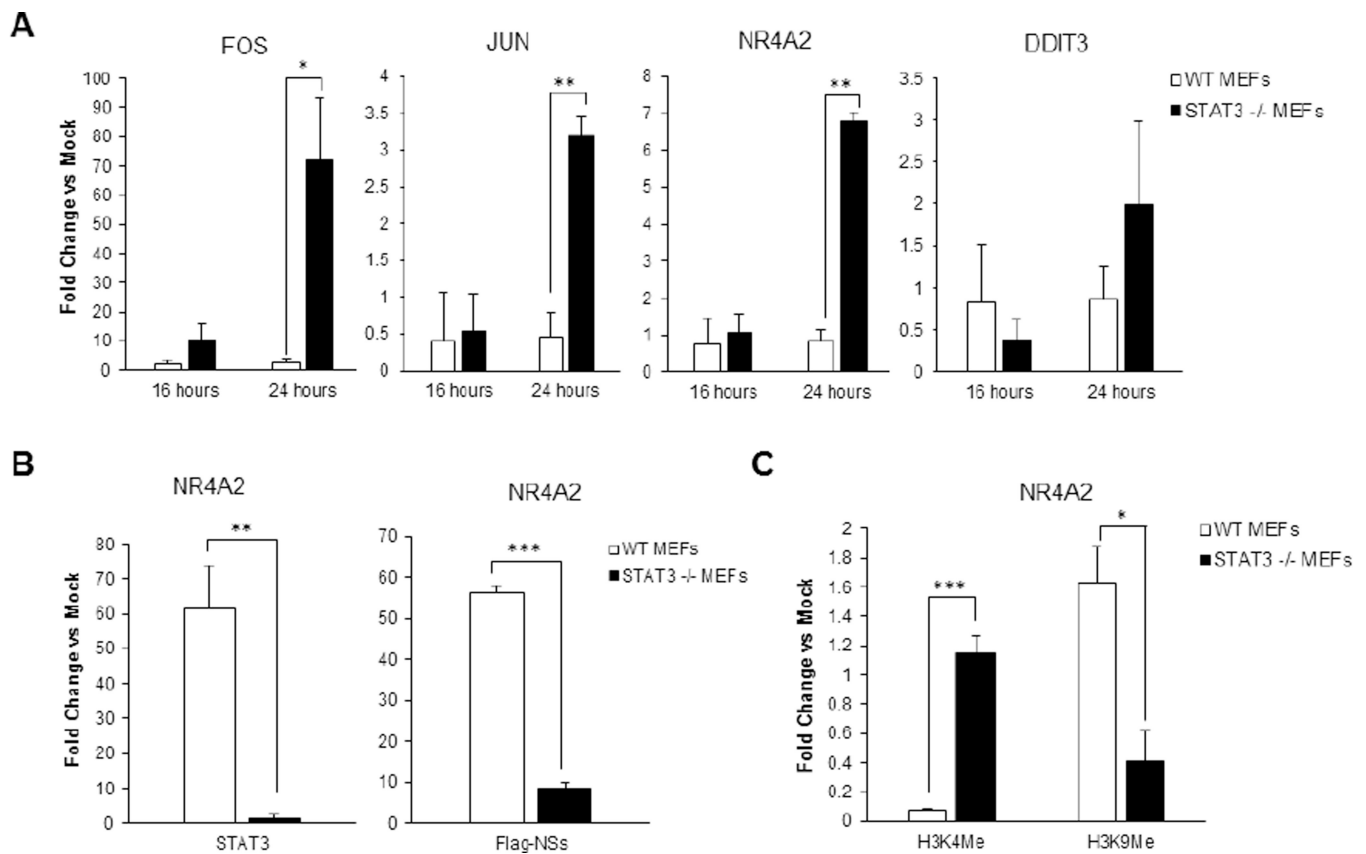 A
FOS
JUN
NR4A2
DDIT3
*
**
**
WT MEFs
STAT3 -/- MEFs
Fold Change vs Mock
100
90
80
70
60
50
40
30
20
10
0
4
3.5
3
2.5
2
1.5
1
0.5
0
8
7
6
5
4
3
2
1
0
3.5
3
2.5
2
1.5
1
0.5
0
16 hours 24 hours
16 hours 24 hours
16 hours 24 hours
16 hours 24 hours
B
NR4A2
**
Fold Change vs Mock
80
70
60
50
40
30
20
10
0
STAT3
NR4A2
***
70
60
50
40
30
20
10
0
Flag-NSs
WT MEFs
STAT3 -/- MEFs
C
NR4A2
***
*
WT MEFs
STAT3 -/- MEFs
Fold Change vs Mock
2
1.8
1.6
1.4
1.2
1
0.8
0.6
0.4
0.2
0
H3K4Me H3K9Me